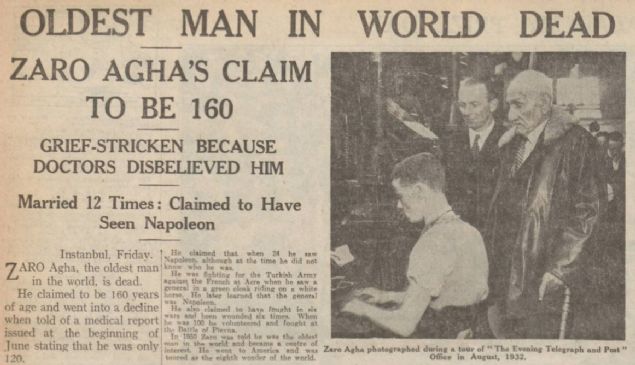 OLDEST MAN IN WORLD DEAD
ZARO AGHA'S CLAIM
TO BE 160
GRIEF-STRICKEN BECAUSE
DOCTORS DISBELIEVED HIM
Married 12 Times: Claimed to Have
Seen Napoleon
Instanbul, Friday.
ZARO Agha, the oldest man
in the world, is dead.
He claimed to be 160 years
of age and went into a decline
when told of a medical report
issued at the beginning of
June stating that he was only
120.
He claimed that when 24 he saw
Napoleon, although at the time he did not
know who he was.
He was fighting for the Turkish Army
against the French at Acre when he saw a
general in a green cloak riding on a white
horse. He later learned that the general
was Napoleon.
He also claimed to have fought in six
wars and been wounded six times. When
he was 100 he volunteered and fought at
the Battle of Plevna.
In 1925 Zaro was told he was the oldest
man in the world and became a centre of
interest. He went to America and was
honored as the eighth wonder of the world.
Zaro Agha photographed during a tour of "The Evening Telegraph and Post"
Office in August, 1932.